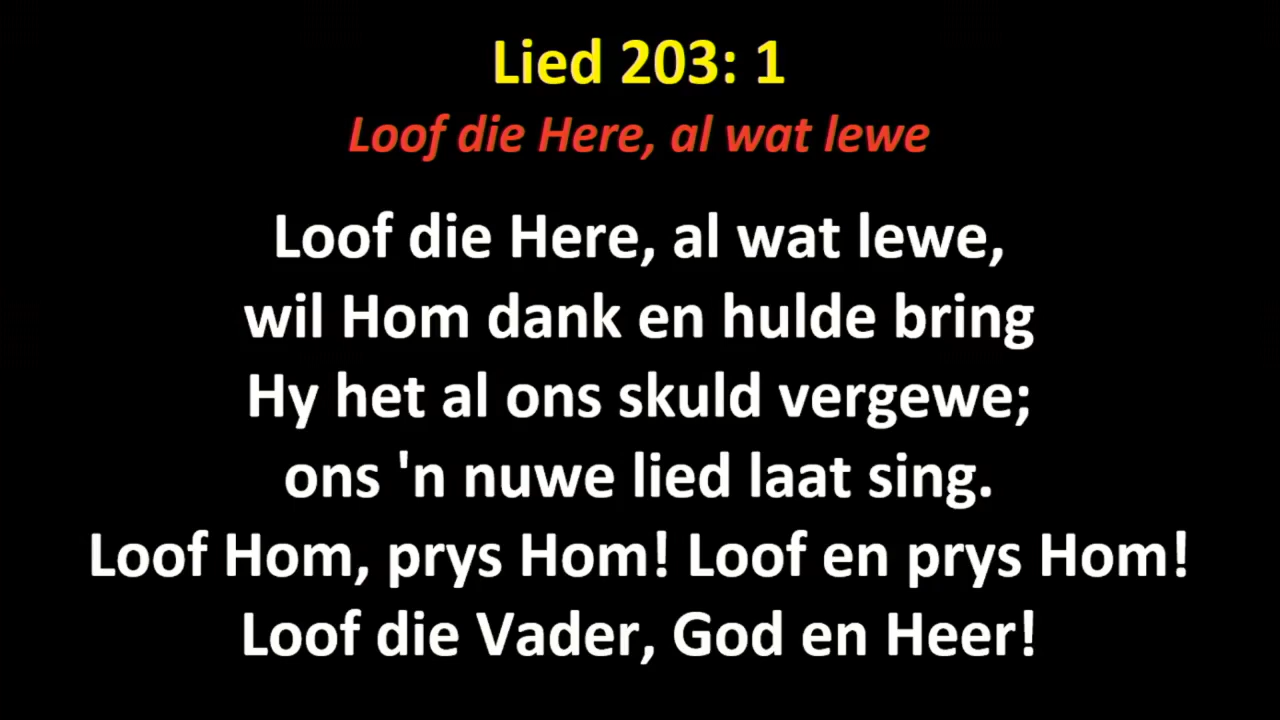 Lied 203: 1
Loof die Here, al wat lewe
Loof die Here, al wat lewe,
wil Hom dank en hulde bring
Hy het al ons skuld vergewe;
ons 'n nuwe lied laat sing.
Loof Hom, prys Hom! Loof en prys Hom!
Loof die Vader, God en Heer!